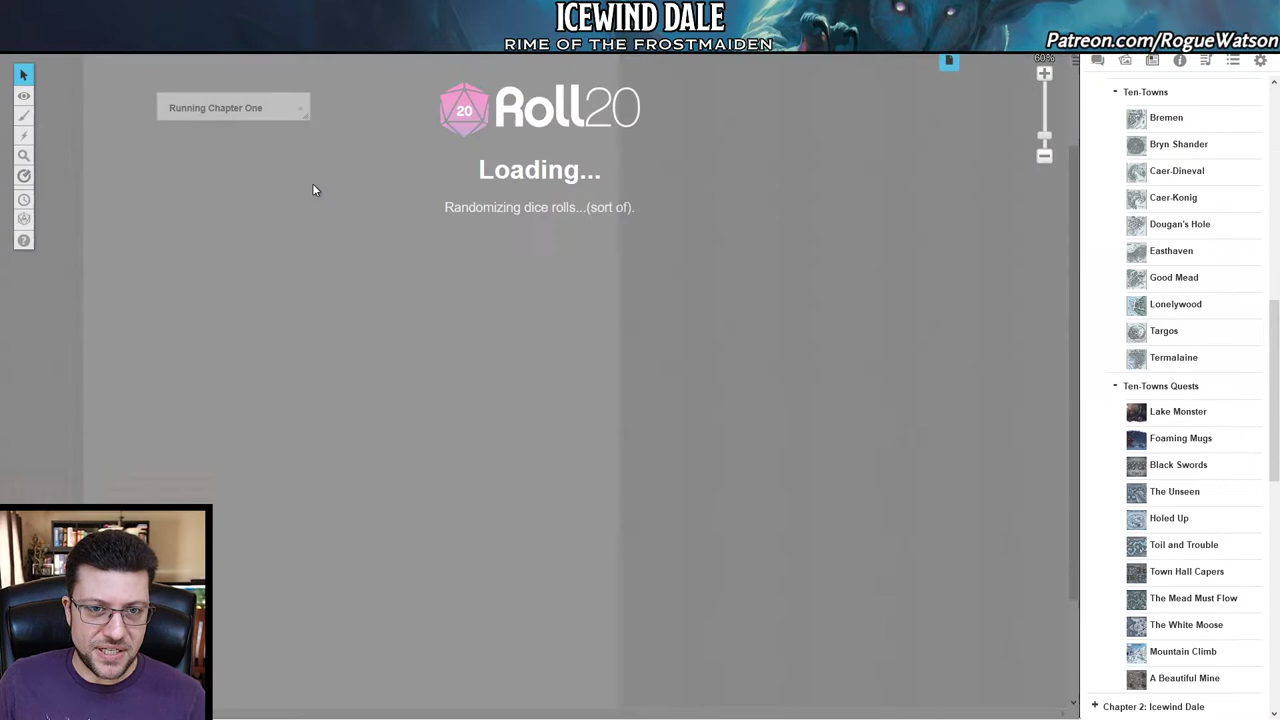 ICEWIND DALE
RIME OF THE FROSTMAIDEN
Patreon.com/RogueWatson
Running Chapter One
20
Roll20
Loading...
Randomizing dice rolls...(sort of).
60%
- Ten-Towns
Bremen
Bryn Shander
Caer-Dineval
Caer-Konig
Dougan's Hole
Easthaven
Good Mead
Lonelywood
Targos
Termalaine
- Ten-Towns Quests
Lake Monster
Foaming Mugs
Black Swords
The Unseen
Holed Up
Toil and Trouble
Town Hall Capers
The Mead Must Flow
The White Moose
Mountain Climb
A Beautiful Mine
+ Chapter 2: Icewind Dale